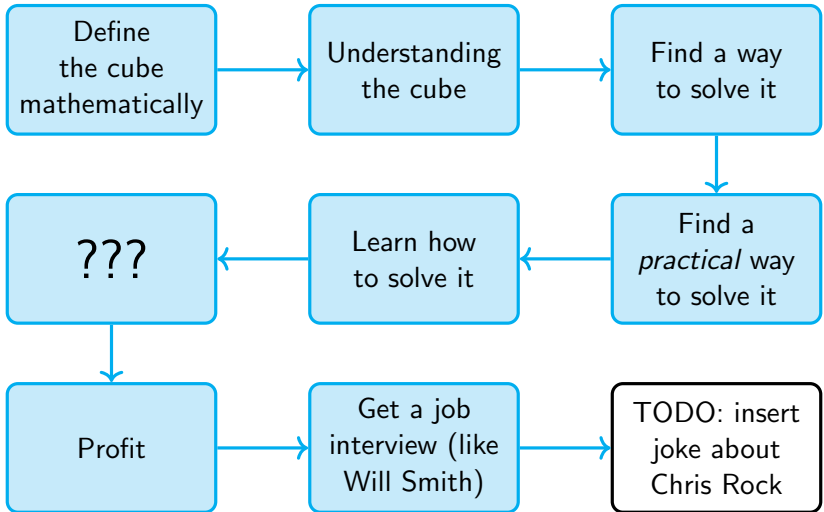 Define
the cube
mathematically
Understanding
the cube
Find a way
to solve it
Find a
practical way
to solve it
Learn how
to solve it
???
Profit
Get a job
interview (like
Will Smith)
TODO: insert
joke about
Chris Rock